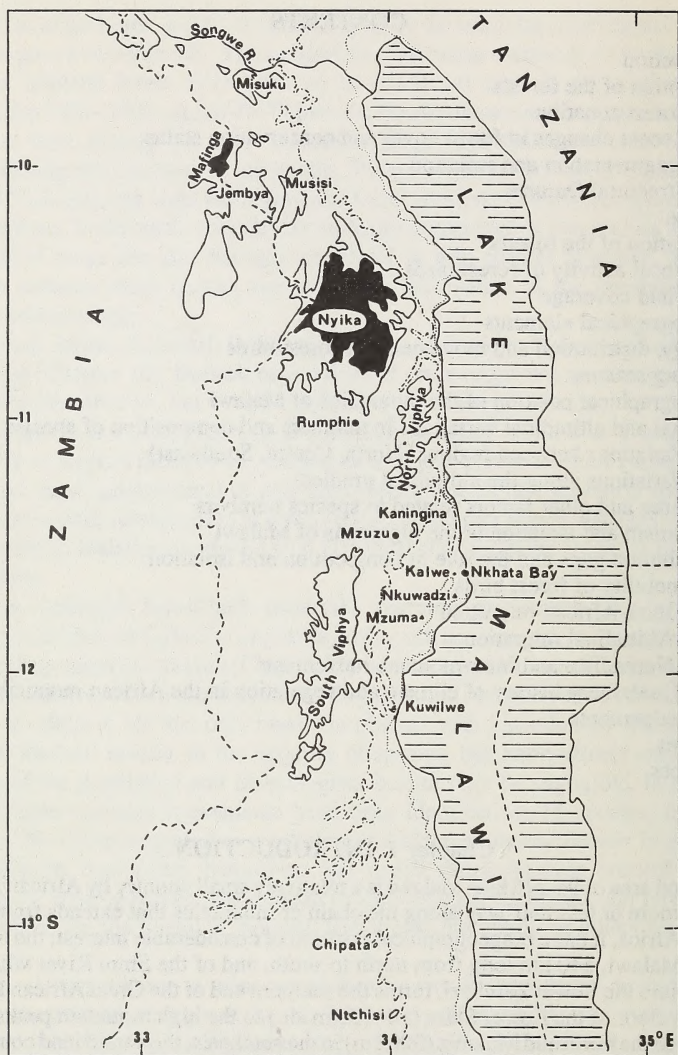 TANZANIA
Songwe R.
Misuku
10
Mafinga
Jembya
Musisi
LAKE MALAWI
Nyika
ZAMBIA
11
Rumphi
North Viphya
Kaningina
Mzuzu
Kalwe
Nkhata Bay
Nkuwadzi
Mzuma
12
South Viphya
Kuwilwe
13°S
Chipata
Ntchisi
33
34
35°E